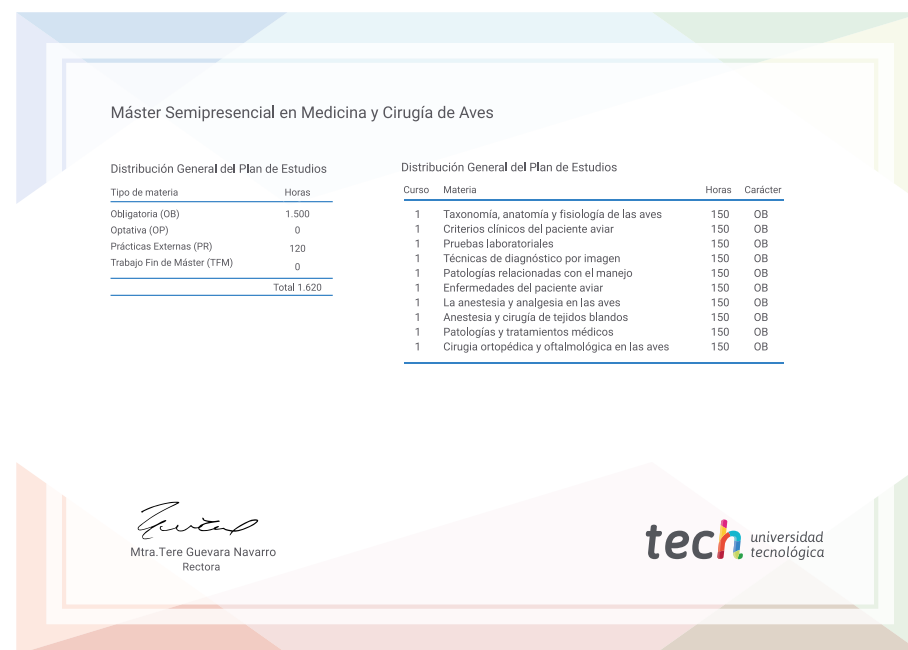 Máster Semipresencial en Medicina y Cirugía de Aves
Distribución General del Plan de Estudios
Tipo de materia Horas
Obligatoria (OB) 1.500
Optativa (OP) 0
Prácticas Externas (PR) 120
Trabajo Fin de Máster (TFM) 0
Total 1.620
Distribución General del Plan de Estudios
Curso Materia Horas Carácter
1 Taxonomía, anatomía y fisiología de las aves 150 OB
1 Criterios clínicos del paciente aviar 150 OB
1 Pruebas laboratoriales 150 OB
1 Técnicas de diagnóstico por imagen 150 OB
1 Patologías relacionadas con el manejo 150 OB
1 Enfermedades del paciente aviar 150 OB
1 La anestesia y analgesia en las aves 150 OB
1 Anestesia y cirugía de tejidos blandos 150 OB
1 Patologías y tratamientos médicos 150 OB
1 Cirugia ortopédica y oftalmológica en las aves 150 OB
Mtra.Tere Guevara Navarro
Rectora
tech universidad
tecnológica